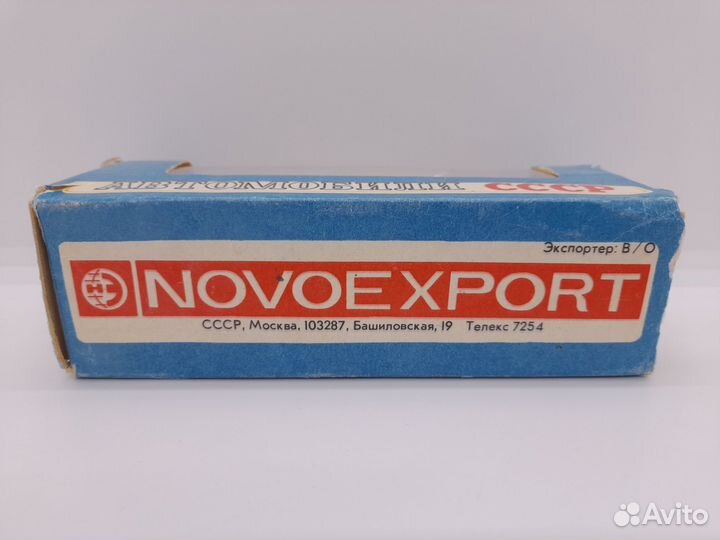 АВТОМОБИЛИ СССР
Экспортер: В/О
NOVOEXPORT
СССР, Москва. 103287, Башиловская, 19 Телекс 7254
Avito